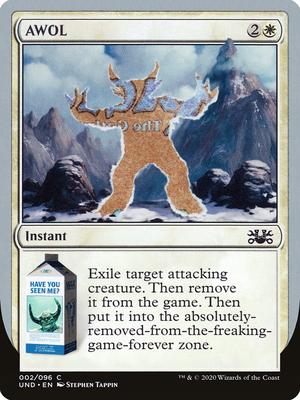 AWOL 2
The Gat
Instant
HAVE YOU
SEEN ME?
Exile target attacking
creature. Then remove
it from the game. Then
put it into the absolutely-
removed-from-the-freaking-
game-forever zone.
002/096 C
UND • EN Stephen Tappin
™ & © 2020 Wizards of the Coast